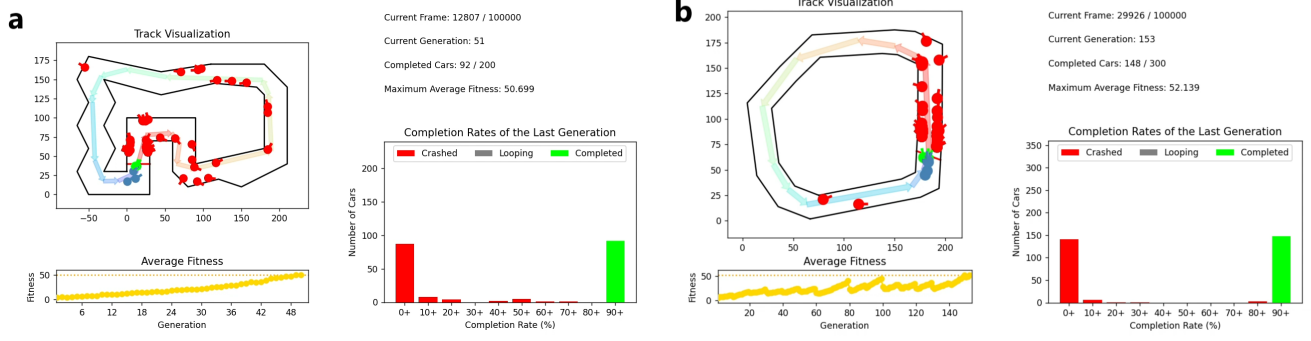 a
Track Visualization
175
150
125
100
75
50
25
0
−50 0 50 100 150 200
Average Fitness
Fitness
50
0
6 12 18 24 30 36 42 48
Generation
Current Frame: 12807 / 100000
Current Generation: 51
Completed Cars: 92 / 200
Maximum Average Fitness: 50.699
Completion Rates of the Last Generation
Crashed Looping Completed
Number of Cars
200
150
100
50
0
0+ 10+ 20+ 30+ 40+ 50+ 60+ 70+ 80+ 90+
Completion Rate (%)
b
Track Visualization
200
175
150
125
100
75
50
25
0
0 50 100 150 200
Average Fitness
Fitness
50
0
20 40 60 80 100 120 140
Generation
Current Frame: 29926 / 100000
Current Generation: 153
Completed Cars: 148 / 300
Maximum Average Fitness: 52.139
Completion Rates of the Last Generation
Crashed Looping Completed
Number of Cars
350
300
250
200
150
100
50
0
0+ 10+ 20+ 30+ 40+ 50+ 60+ 70+ 80+ 90+
Completion Rate (%)